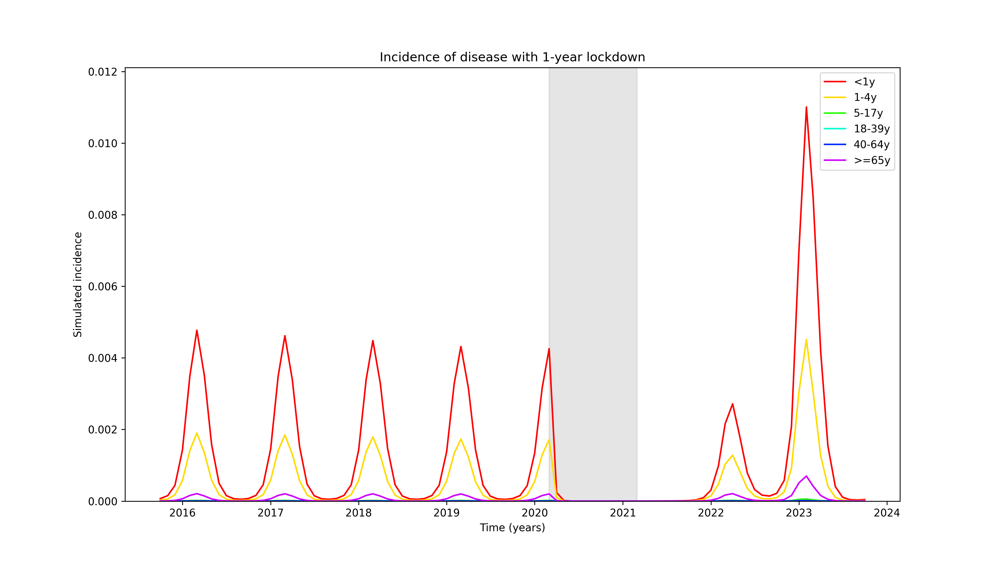 Incidence of disease with 1-year lockdown
0.012
0.010
0.008
0.006
0.004
0.002
0.000
Simulated incidence
<1y
1-4y
5-17y
18-39y
40-64y
>=65y
2016 2017 2018 2019 2020 2021 2022 2023 2024
Time (years)